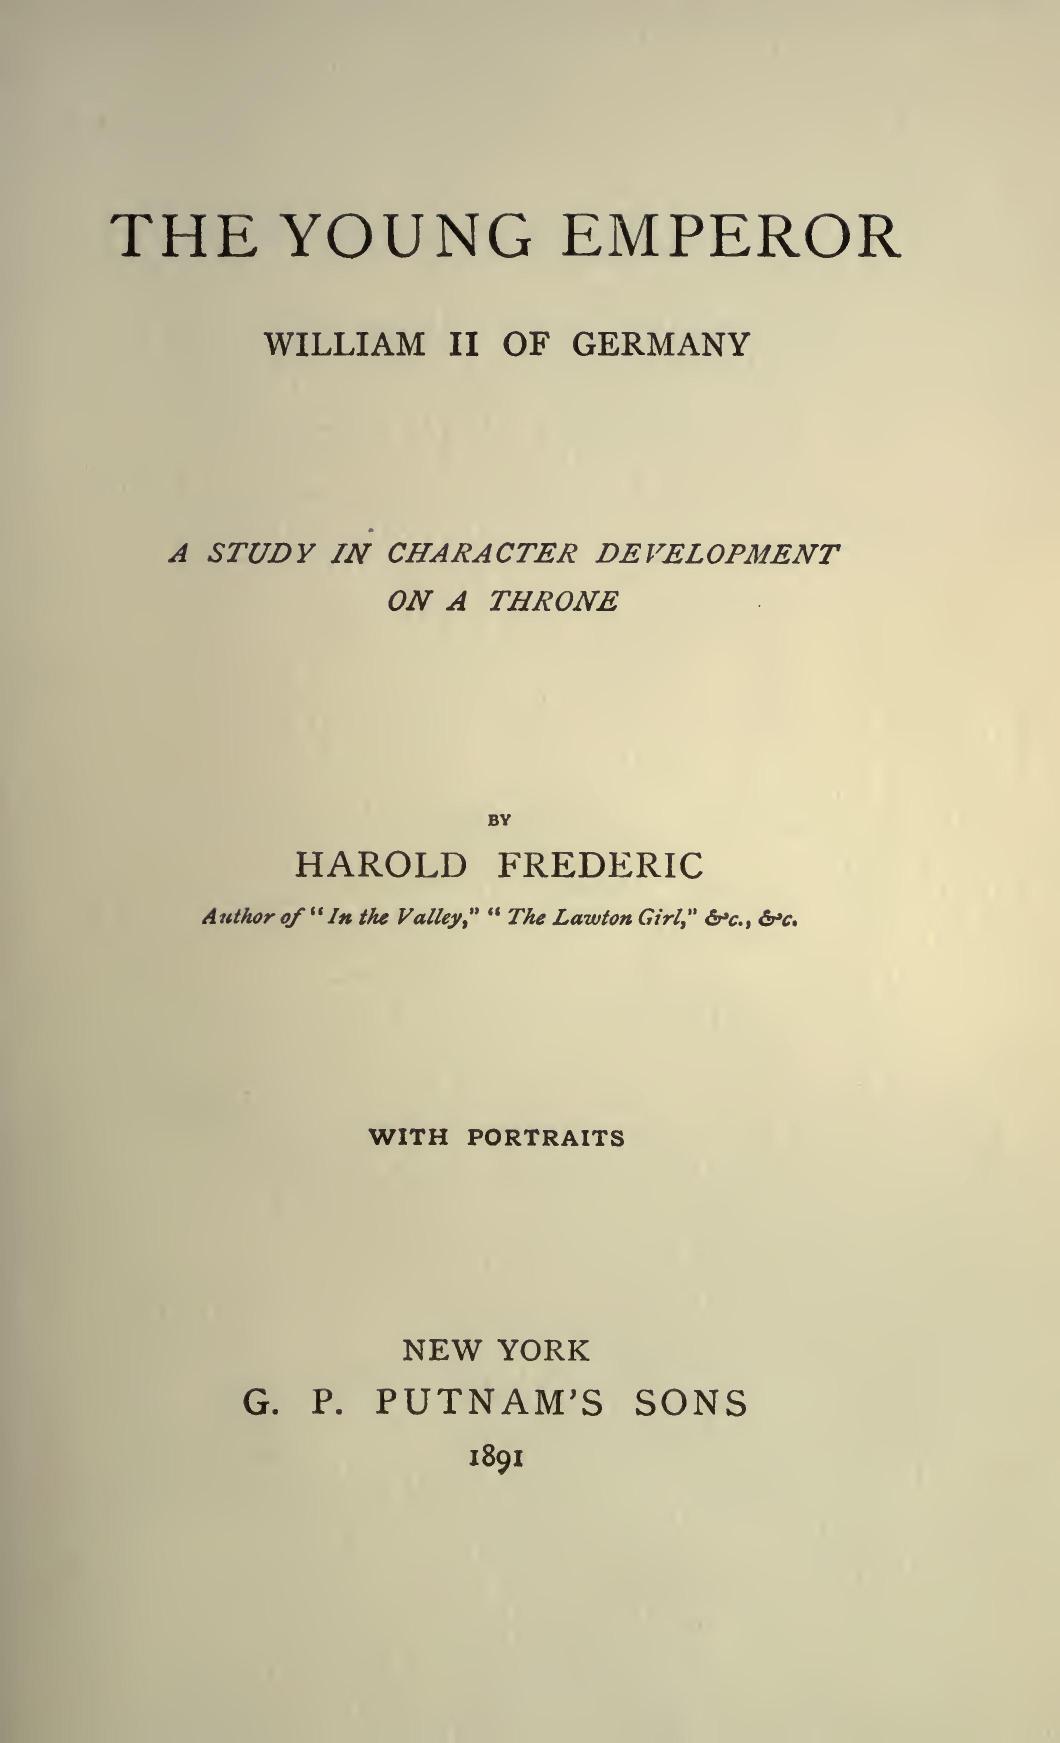 THE YOUNG EMPEROR
WILLIAM II OF GERMANY
A STUDY IN CHARACTER DEVELOPMENT
ON A THRONE
BY
HAROLD FREDERIC
Author of "In the Valley," "The Lawton Girl," &c., &c.
WITH PORTRAITS
NEW YORK
G. P. PUTNAM'S SONS
1891